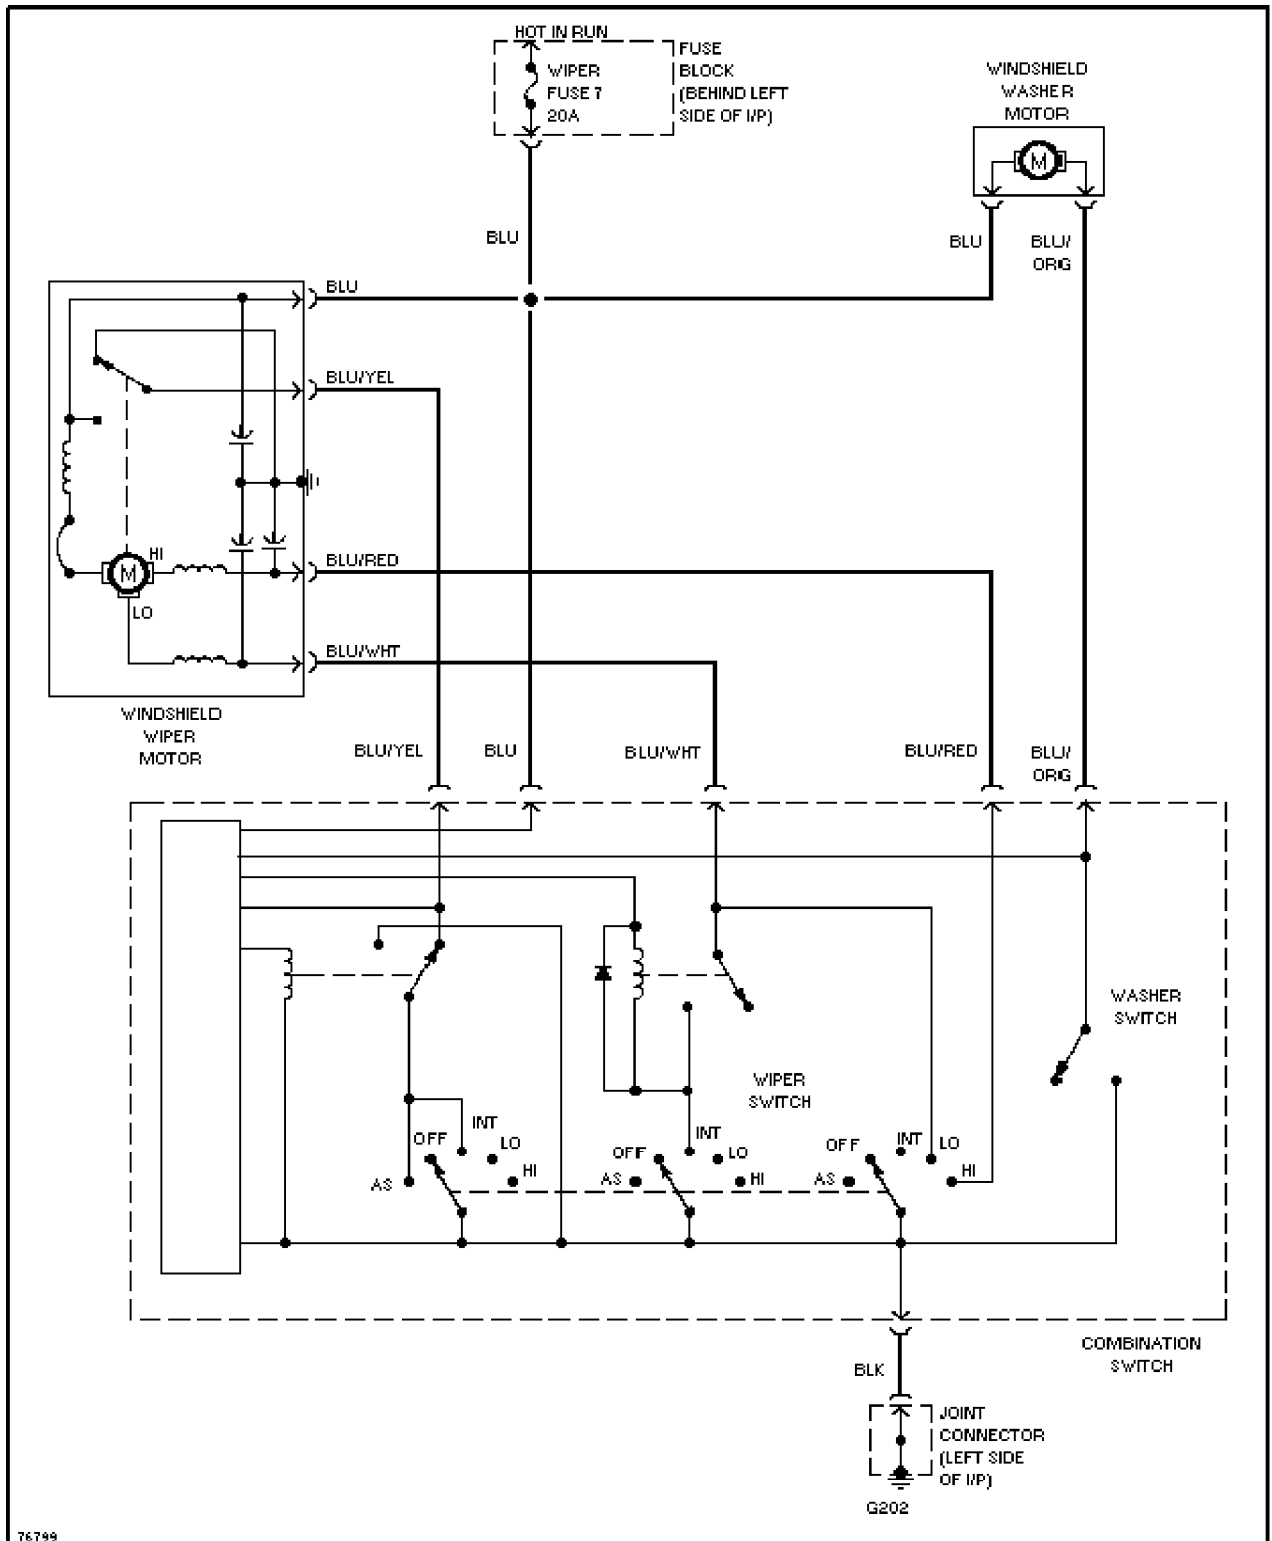 HOT IN RUN
WIPER
FUSE 7
20A
FUSE
BLOCK
(BEHIND LEFT
SIDE OF I/P)
WINDSHIELD
WASHER
MOTOR
M
BLU
BLU
BLU/
ORG
BLU
BLU/YEL
BLU/RED
HI
M
LO
BLU/WHT
WINDSHIELD
WIPER
MOTOR
BLU/YEL
BLU
BLU/WHT
BLU/RED
BLU/
ORG
WASHER
SWITCH
WIPER
SWITCH
AS
OFF
INT
LO
HI
AS
OFF
INT
LO
HI
AS
OFF
INT
LO
HI
COMBINATION
SWITCH
BLK
JOINT
CONNECTOR
(LEFT SIDE
OF I/P)
G202
76799